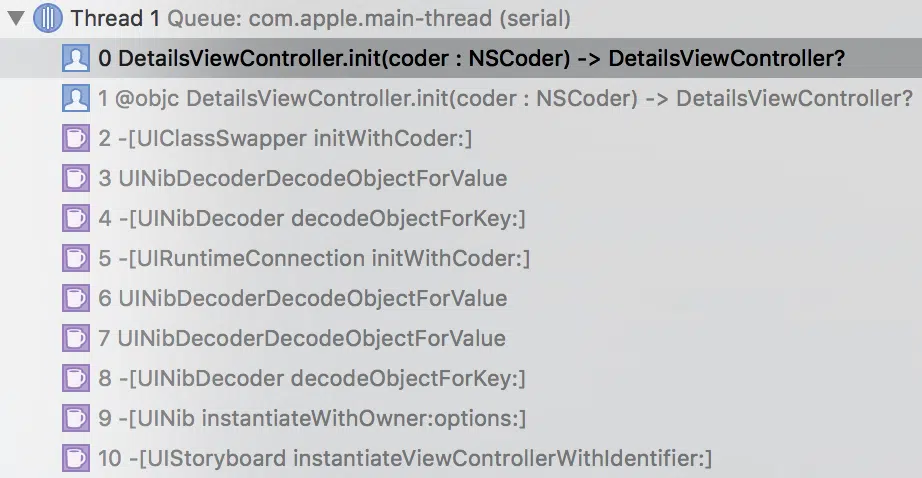 Thread 1 Queue: com.apple.main-thread (serial)
0 DetailsViewController.init(coder : NSCoder) -> DetailsViewController?
1 @objc DetailsViewController.init(coder : NSCoder) -> DetailsViewController?
2 -[UIClassSwapper initWithCoder:]
3 UINibDecoderDecodeObjectForValue
4 -[UINibDecoder decodeObjectForKey:]
5 -[UIRuntimeConnection initWithCoder:]
6 UINibDecoderDecodeObjectForValue
7 UINibDecoderDecodeObjectForValue
8 -[UINibDecoder decodeObjectForKey:]
9 -[UINib instantiateWithOwner:options:]
10 -[UIStoryboard instantiateViewControllerWithIdentifier:]